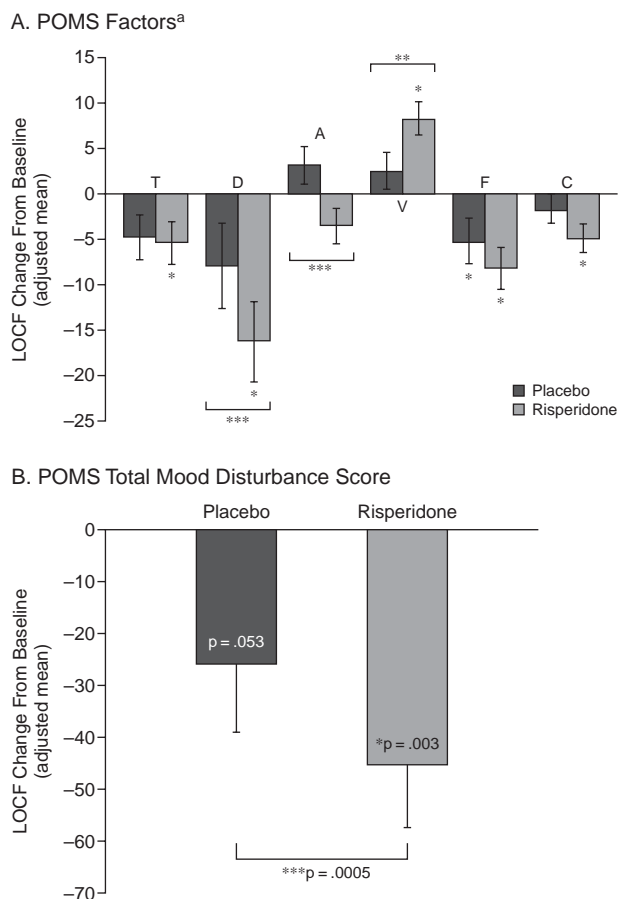 A. POMS Factorsᵃ
15
10
5
0
–5
–10
–15
–20
–25
LOCF Change From Baseline
(adjusted mean)
T
D
A
V
F
C
**
*
*
***
*
***
*
*
*
Placebo
Risperidone
B. POMS Total Mood Disturbance Score
Placebo
Risperidone
0
–10
–20
–30
–40
–50
–60
–70
LOCF Change From Baseline
(adjusted mean)
p = .053
*p = .003
***p = .0005